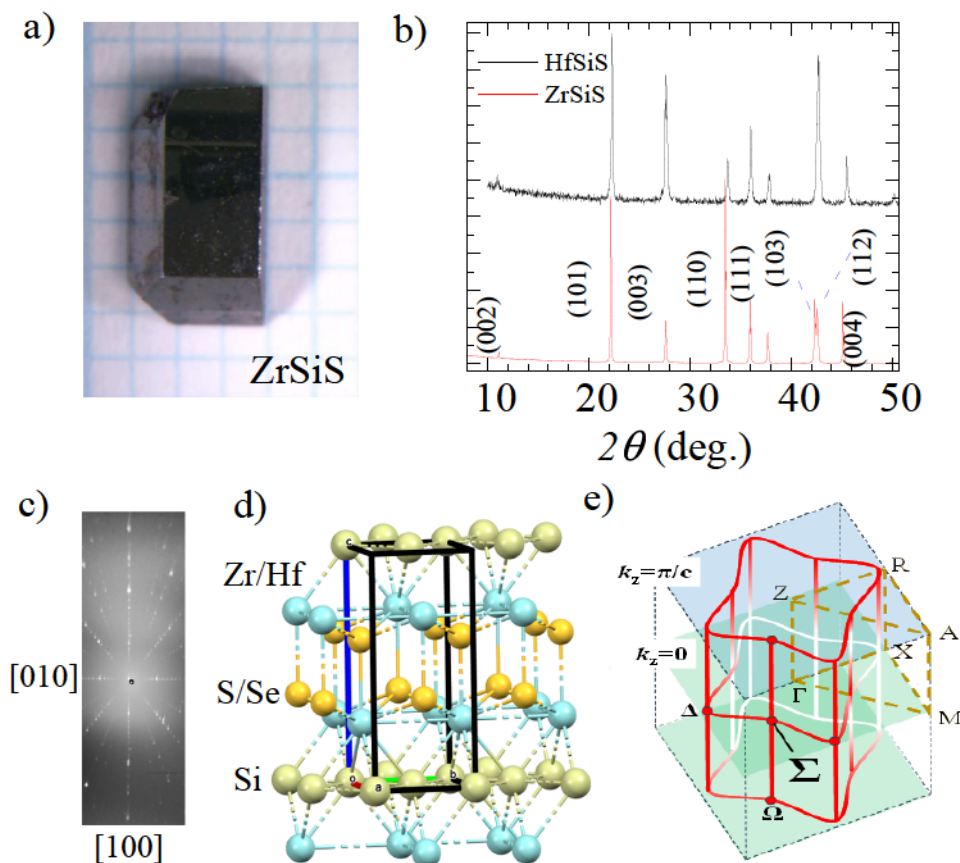 a)
ZrSiS
b)
HfSiS
ZrSiS
(002)
(101)
(003)
(110)
(111)
(103)
(112)
(004)
10 20 30 40 50
2θ (deg.)
c)
[010]
[100]
d)
Zr/Hf
S/Se
Si
c
o
a
b
e)
k_z=π/c
k_z=0
Z
R
A
X
Γ
M
Δ
Σ
Ω